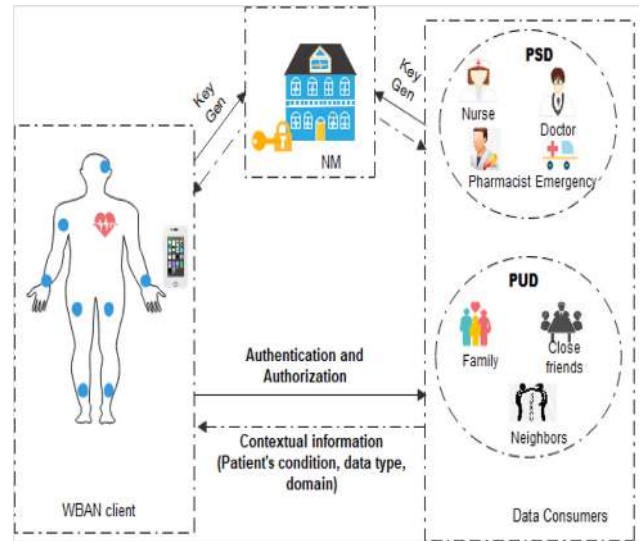 PSD
Key
Gen
Key
Gen
Nurse
Doctor
NM
Pharmacist Emergency
PUD
Family
Close
friends
Authentication and
Authorization
Neighbors
Contextual information
(Patient's condition, data type,
domain)
WBAN client
Data Consumers